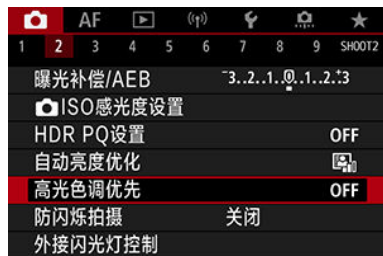 AF
1 2 3 4 5 6 7 8 9 SHOOT2
曝光补偿/AEB -3..2..1..0..1..2..+3
ISO感光度设置
HDR PQ设置 OFF
自动亮度优化
高光色调优先 OFF
防闪烁拍摄 关闭
外接闪光灯控制